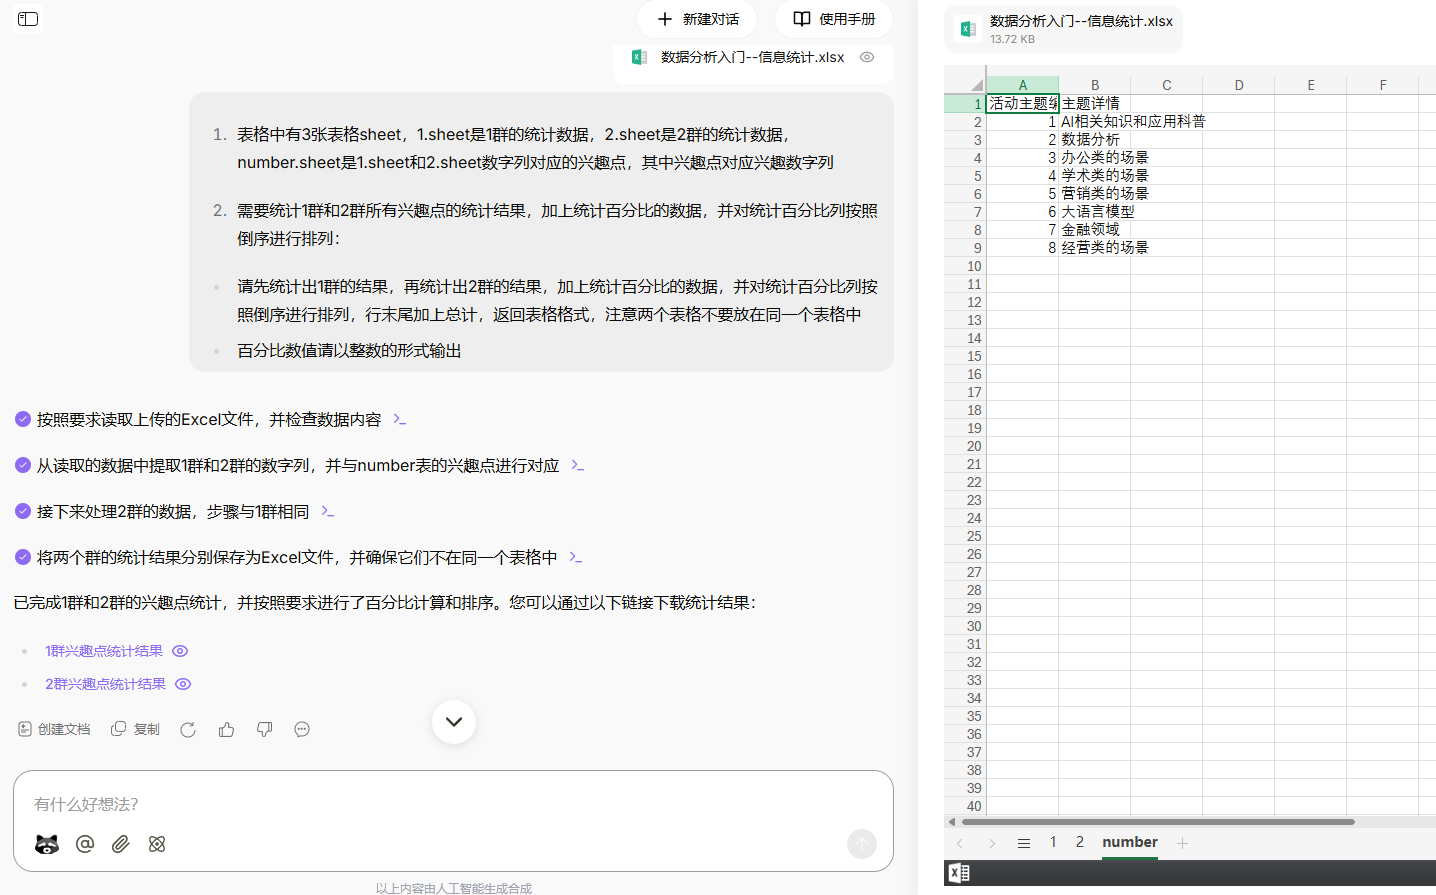 新建对话
使用手册
数据分析入门--信息统计.xlsx
1. 表格中有3张表格sheet，1.sheet是1群的统计数据，2.sheet是2群的统计数据，
number.sheet是1.sheet和2.sheet数字列对应的兴趣点，其中兴趣点对应兴趣数字列
2. 需要统计1群和2群所有兴趣点的统计结果，加上统计百分比的数据，并对统计百分比列按照
倒序进行排列：
请先统计出1群的结果，再统计出2群的结果，加上统计百分比的数据，并对统计百分比列按
照倒序进行排列，行末尾加上总计，返回表格格式，注意两个表格不要放在同一个表格中
百分比数值请以整数的形式输出
按照要求读取上传的Excel文件，并检查数据内容
从读取的数据中提取1群和2群的数字列，并与number表的兴趣点进行对应
接下来处理2群的数据，步骤与1群相同
将两个群的统计结果分别保存为Excel文件，并确保它们不在同一个表格中
已完成1群和2群的兴趣点统计，并按照要求进行了百分比计算和排序。您可以通过以下链接下载统计结果：
1群兴趣点统计结果
2群兴趣点统计结果
创建文档
复制
有什么好想法？
以上内容由人工智能生成合成
数据分析入门--信息统计.xlsx
13.72 KB
A B C D E F
1 活动主题编 主题详情
2 1 AI相关知识和应用科普
3 2 数据分析
4 3 办公类的场景
5 4 学术类的场景
6 5 营销类的场景
7 6 大语言模型
8 7 金融领域
9 8 经营类的场景
10
11
12
13
14
15
16
17
18
19
20
21
22
23
24
25
26
27
28
29
30
31
32
33
34
35
36
37
38
39
40
1 2 number